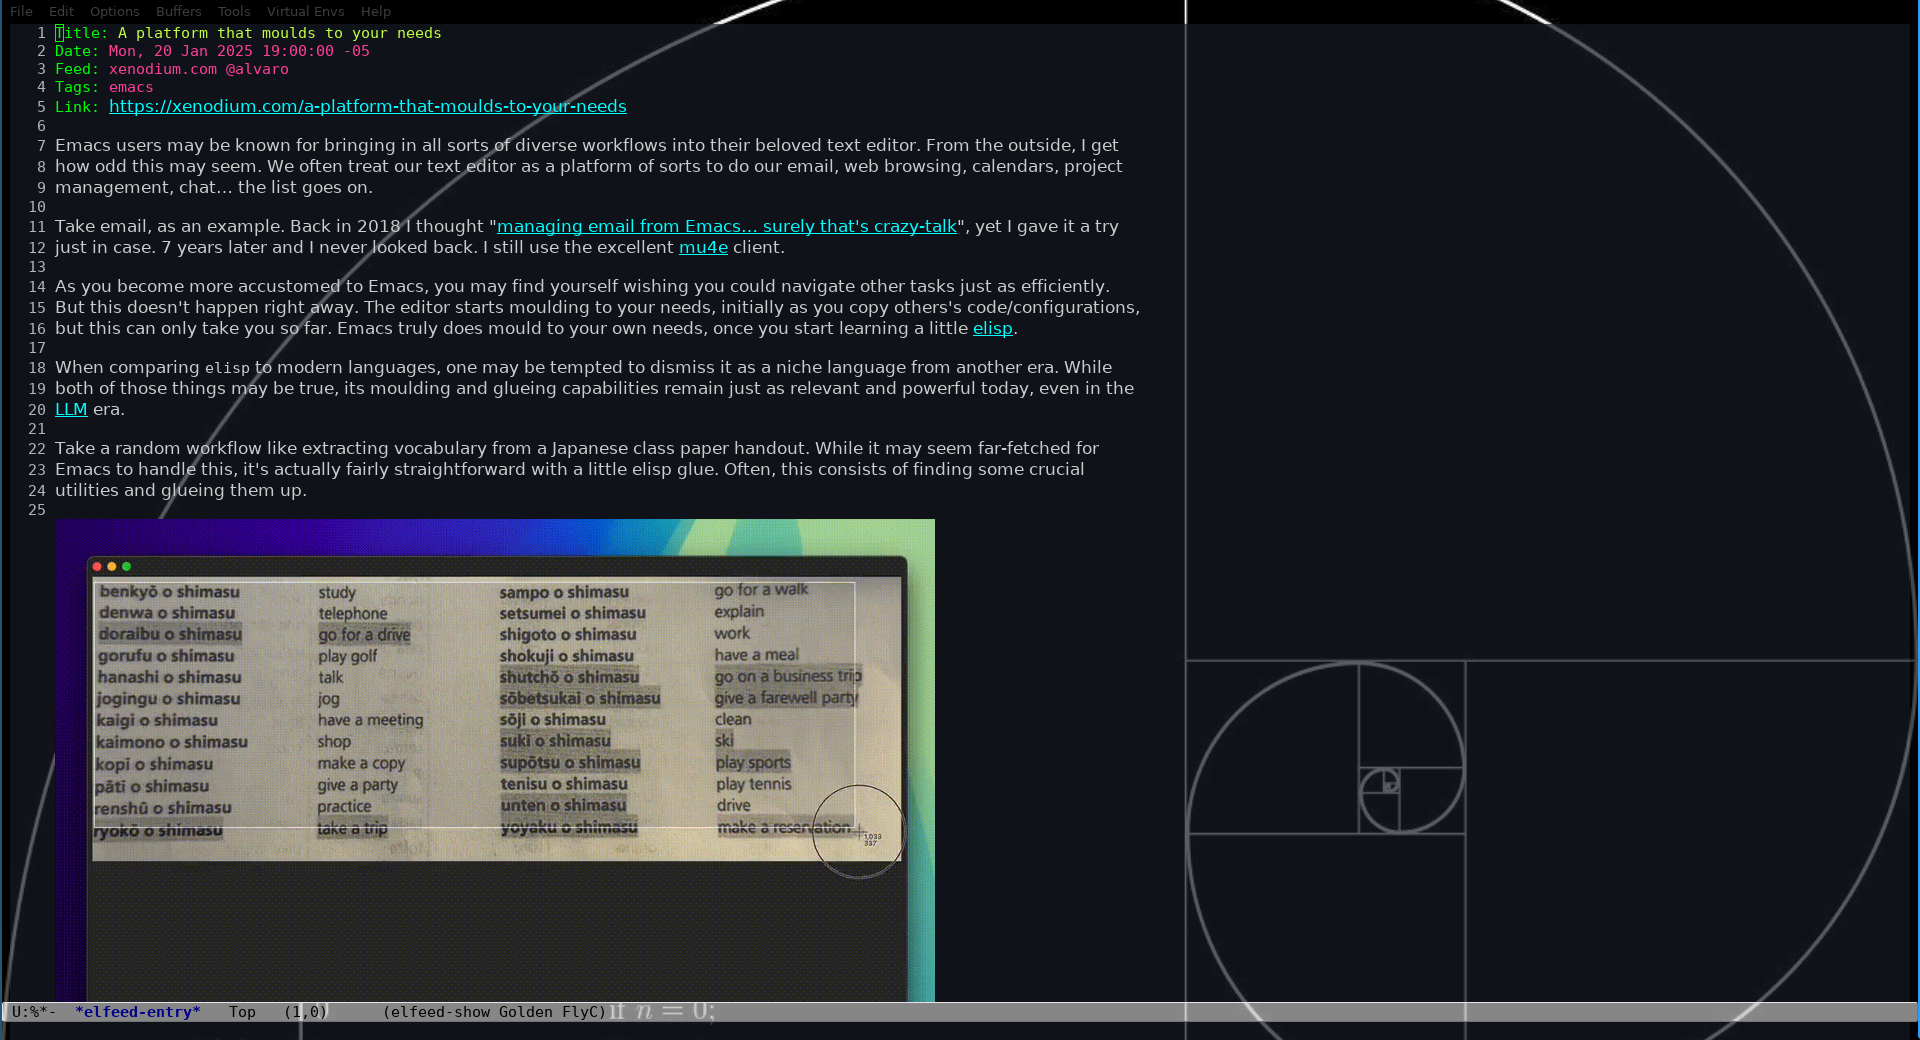 File Edit Options Buffers Tools Virtual Envs Help
1 Title: A platform that moulds to your needs
2 Date: Mon, 20 Jan 2025 19:00:00 -05
3 Feed: xenodium.com @alvaro
4 Tags: emacs
5 Link: https://xenodium.com/a-platform-that-moulds-to-your-needs
6
7 Emacs users may be known for bringing in all sorts of diverse workflows into their beloved text editor. From the outside, I get
8 how odd this may seem. We often treat our text editor as a platform of sorts to do our email, web browsing, calendars, project
9 management, chat… the list goes on.
10
11 Take email, as an example. Back in 2018 I thought "managing email from Emacs… surely that's crazy-talk", yet I gave it a try
12 just in case. 7 years later and I never looked back. I still use the excellent mu4e client.
13
14 As you become more accustomed to Emacs, you may find yourself wishing you could navigate other tasks just as efficiently.
15 But this doesn't happen right away. The editor starts moulding to your needs, initially as you copy others's code/configurations,
16 but this can only take you so far. Emacs truly does mould to your own needs, once you start learning a little elisp.
17
18 When comparing elisp to modern languages, one may be tempted to dismiss it as a niche language from another era. While
19 both of those things may be true, its moulding and glueing capabilities remain just as relevant and powerful today, even in the
20 LLM era.
21
22 Take a random workflow like extracting vocabulary from a Japanese class paper handout. While it may seem far-fetched for
23 Emacs to handle this, it's actually fairly straightforward with a little elisp glue. Often, this consists of finding some crucial
24 utilities and glueing them up.
25
benkyō o shimasu study sampo o shimasu go for a walk
denwa o shimasu telephone setsumei o shimasu explain
doraibu o shimasu go for a drive shigoto o shimasu work
gorufu o shimasu play golf shokuji o shimasu have a meal
hanashi o shimasu talk shutchō o shimasu go on a business trip
jogingu o shimasu jog sōbetsukai o shimasu give a farewell party
kaigi o shimasu have a meeting sōji o shimasu clean
kaimono o shimasu shop sukī o shimasu ski
kopī o shimasu make a copy supōtsu o shimasu play sports
pātī o shimasu give a party tenisu o shimasu play tennis
renshū o shimasu practice unten o shimasu drive
ryokō o shimasu take a trip yoyaku o shimasu make a reservation
1,033
337
U:%*- *elfeed-entry* Top (1,0) (elfeed-show Golden FlyC) if n = 0;